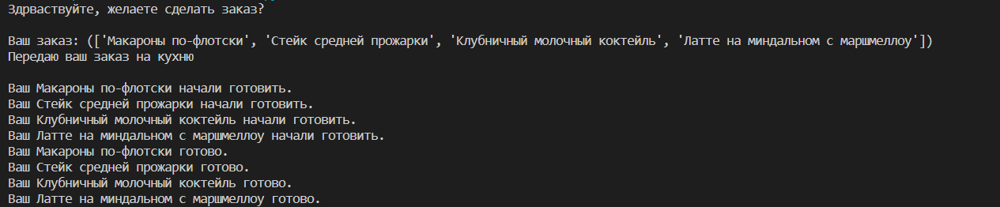 Здрваствуйте, желаете сделать заказ?
Ваш заказ: (['Макароны по-флотски', 'Стейк средней прожарки', 'Клубничный молочный коктейль', 'Латте на миндальном с маршмеллоу'])
Передаю ваш заказ на кухню
Ваш Макароны по-флотски начали готовить.
Ваш Стейк средней прожарки начали готовить.
Ваш Клубничный молочный коктейль начали готовить.
Ваш Латте на миндальном с маршмеллоу начали готовить.
Ваш Макароны по-флотски готово.
Ваш Стейк средней прожарки готово.
Ваш Клубничный молочный коктейль готово.
Ваш Латте на миндальном с маршмеллоу готово.